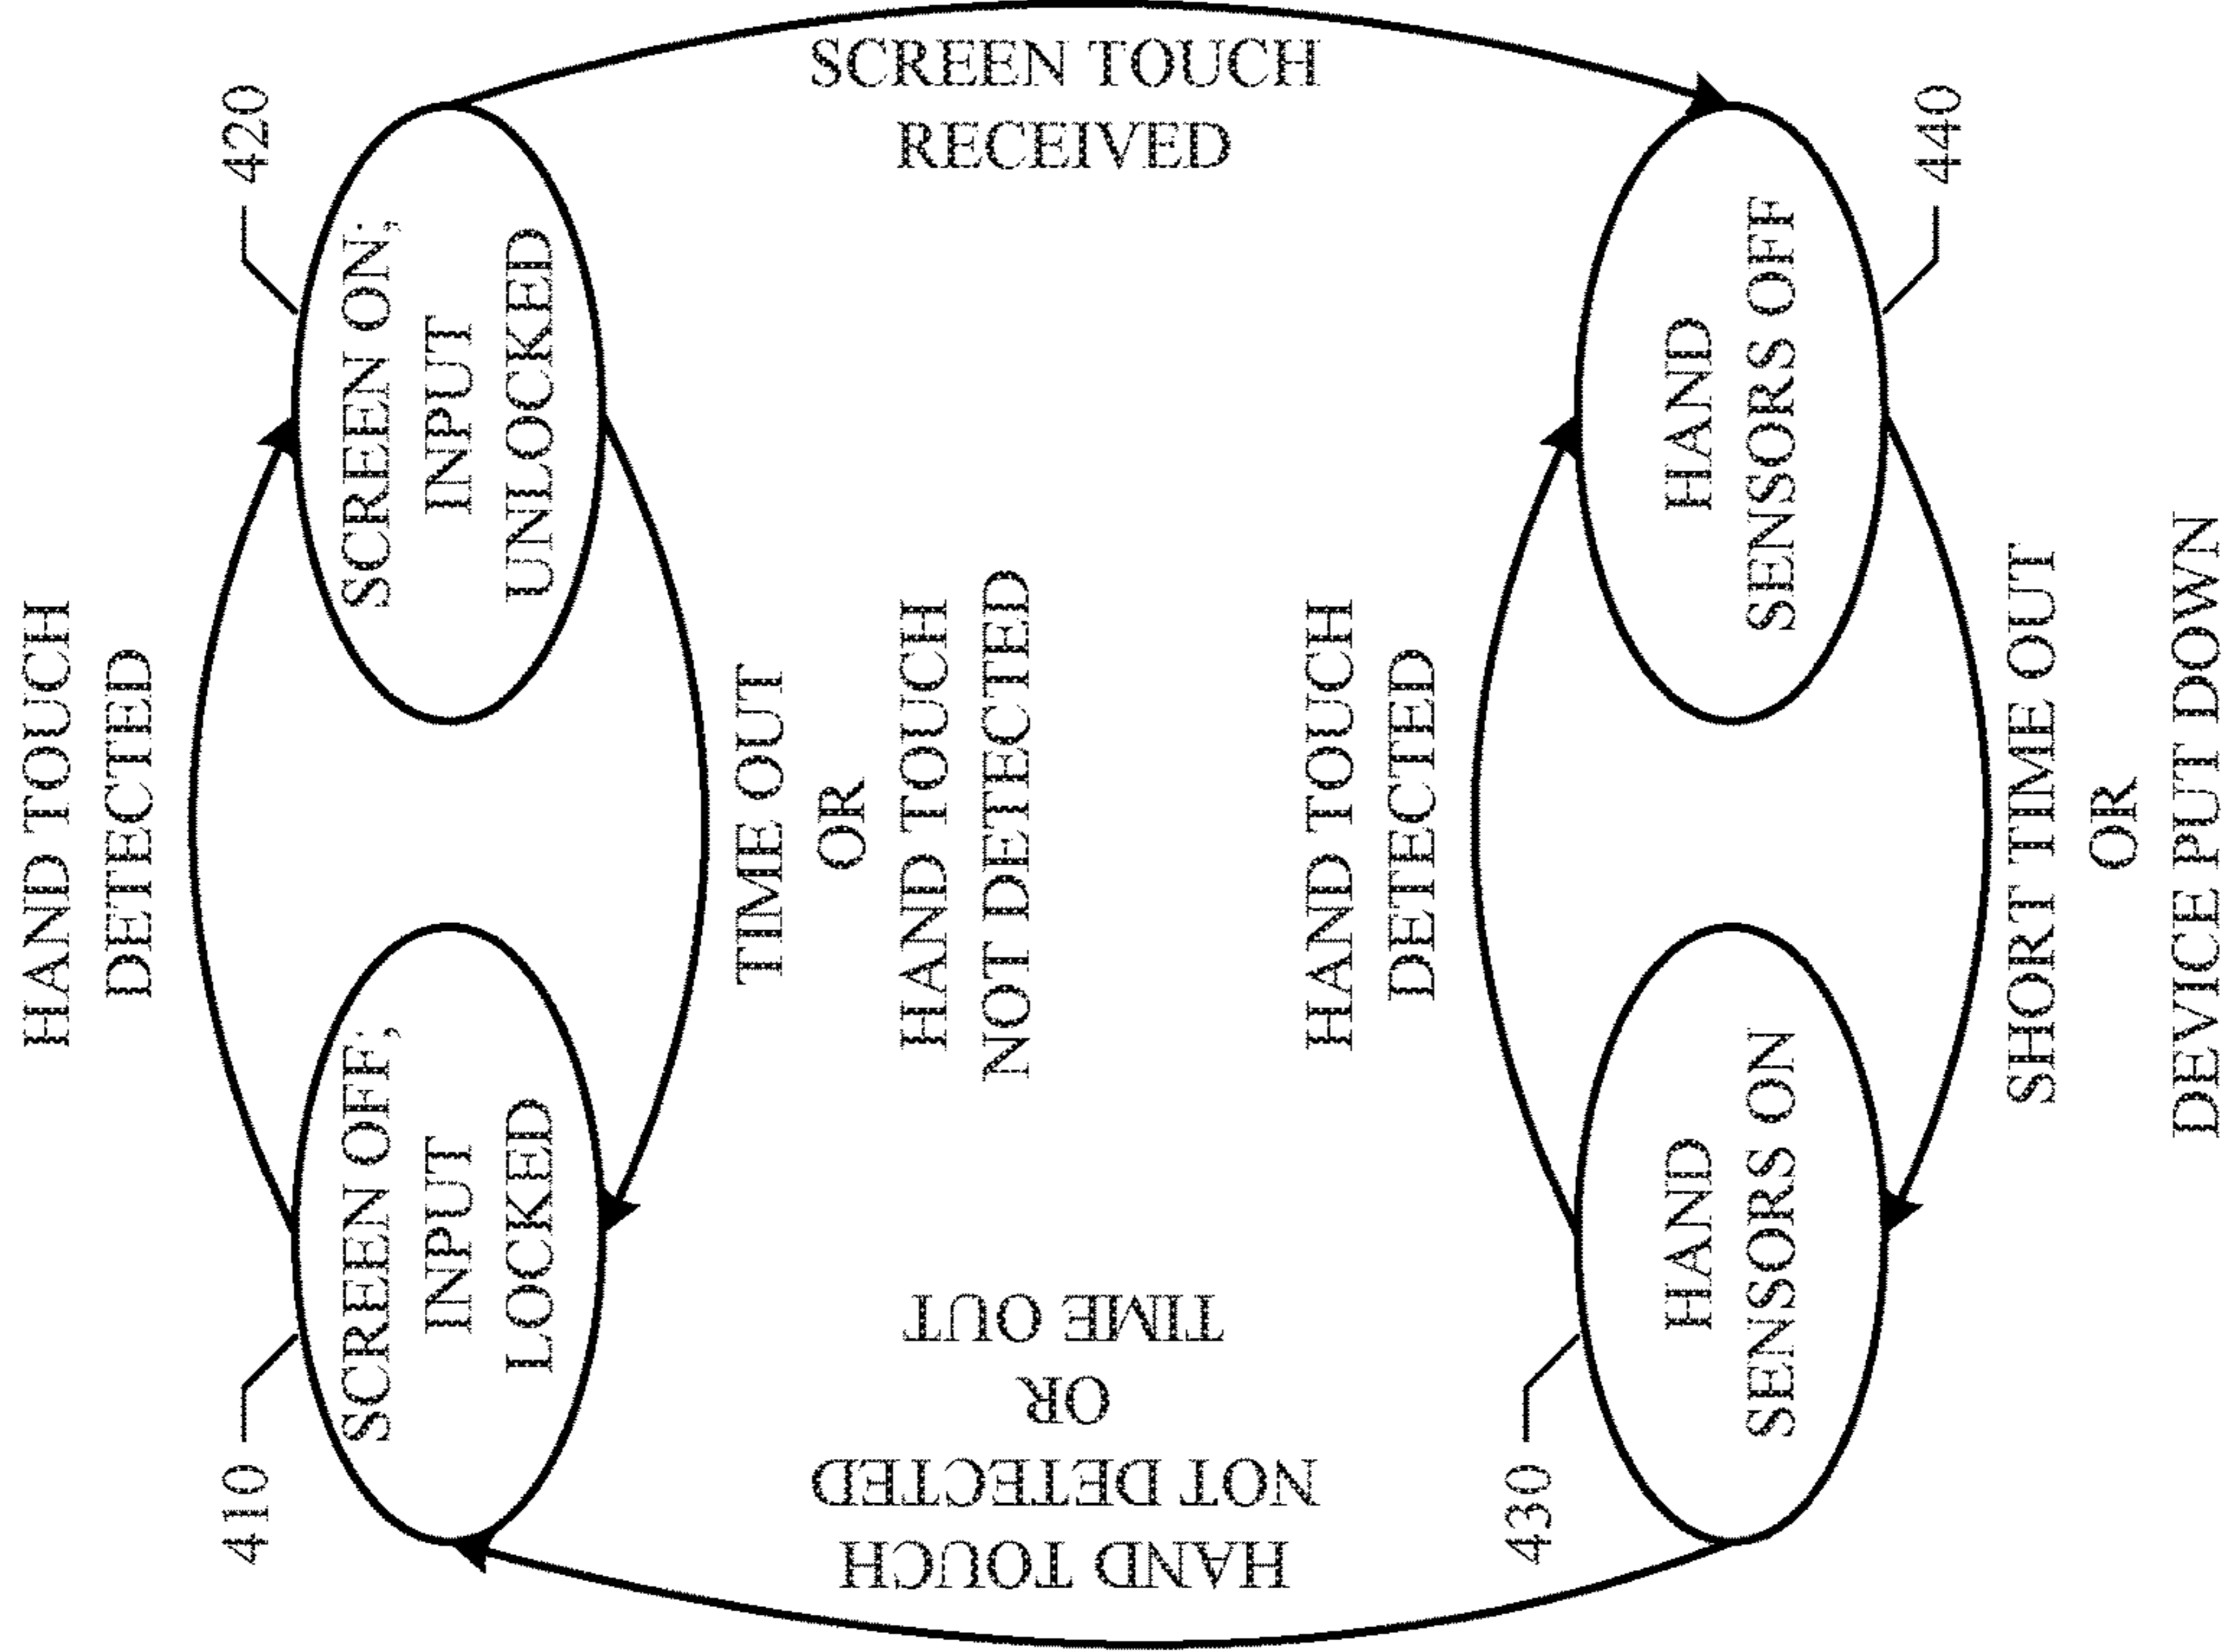 HAND TOUCH
DETECTED
410
420
SCREEN OFF;
INPUT
LOCKED
SCREEN ON;
INPUT
UNLOCKED
TIME OUT
OR
HAND TOUCH
NOT DETECTED
HAND TOUCH
NOT DETECTED
OR
TIME OUT
SCREEN TOUCH
RECEIVED
HAND TOUCH
DETECTED
430
HAND
SENSORS ON
HAND
SENSORS OFF
440
SHORT TIME OUT
OR
DEVICE PUT DOWN